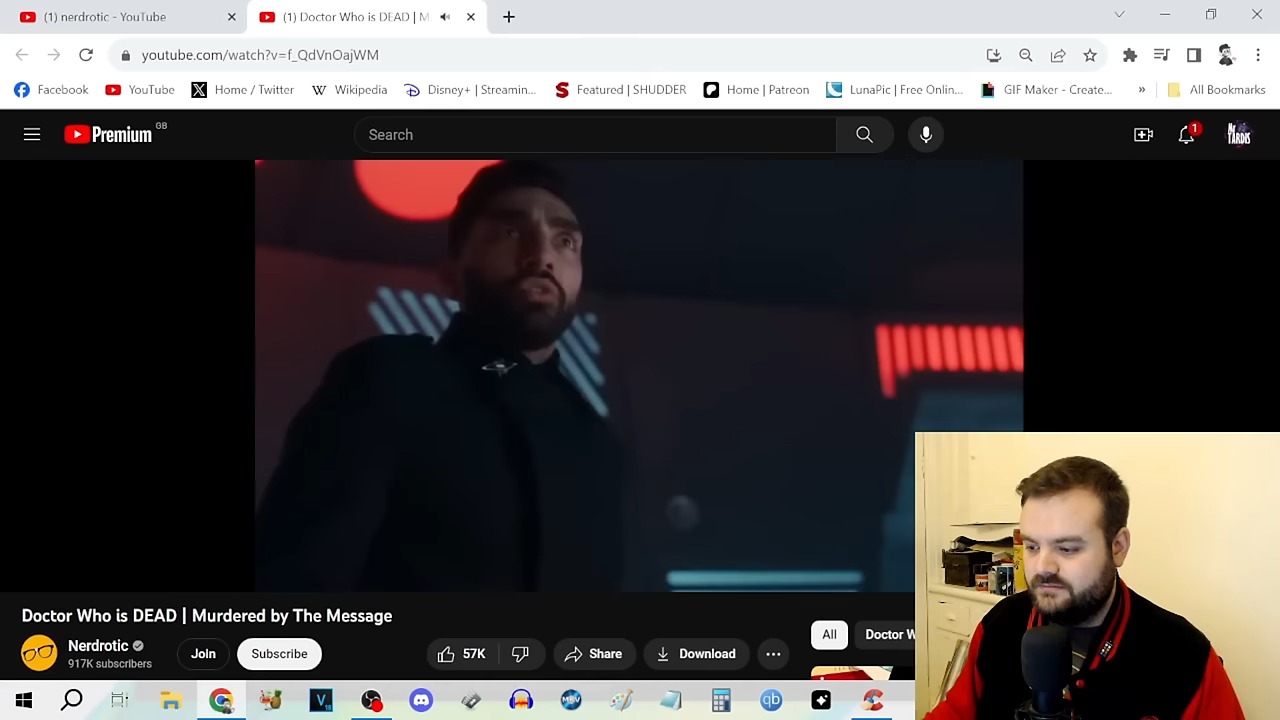 (1) nerdrotic - YouTube
(1) Doctor Who is DEAD | M
youtube.com/watch?v=f_QdVnOajWM
Facebook
YouTube
Home / Twitter
Wikipedia
Disney+ | Streamin...
Featured | SHUDDER
Home | Patreon
LunaPic | Free Onlin...
GIF Maker - Create...
»
All Bookmarks
Premium GB
Search
1
Mr TARDIS
Doctor Who is DEAD | Murdered by The Message
Nerdrotic
917K subscribers
Join
Subscribe
57K
Share
Download
All
Doctor W